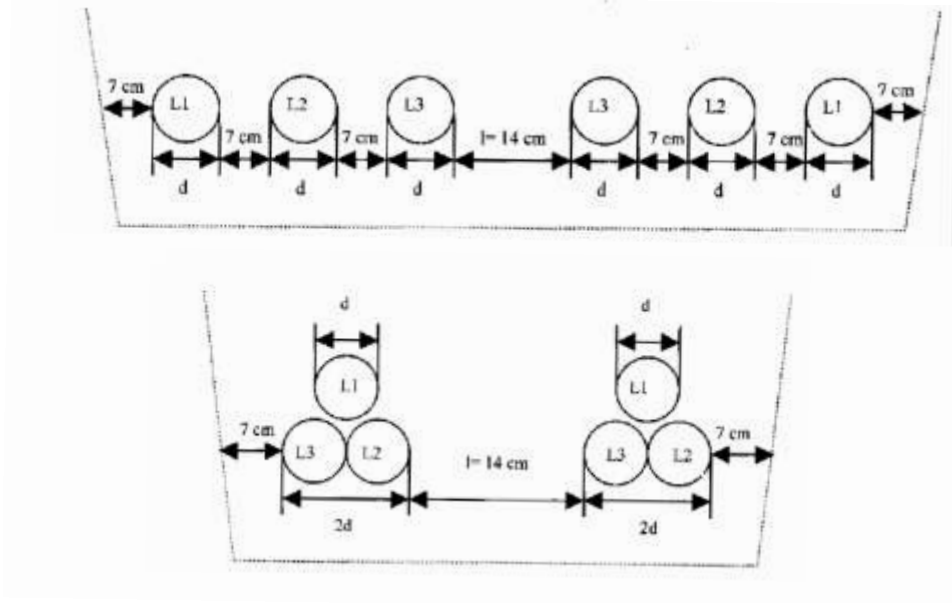 7 cm L1 L2 L3 L3 L2 L1 7 cm
7 cm 7 cm l= 14 cm 7 cm 7 cm
d d d d d d
d d
L1 L1
7 cm L3 L2 l= 14 cm L3 L2 7 cm
2d 2d